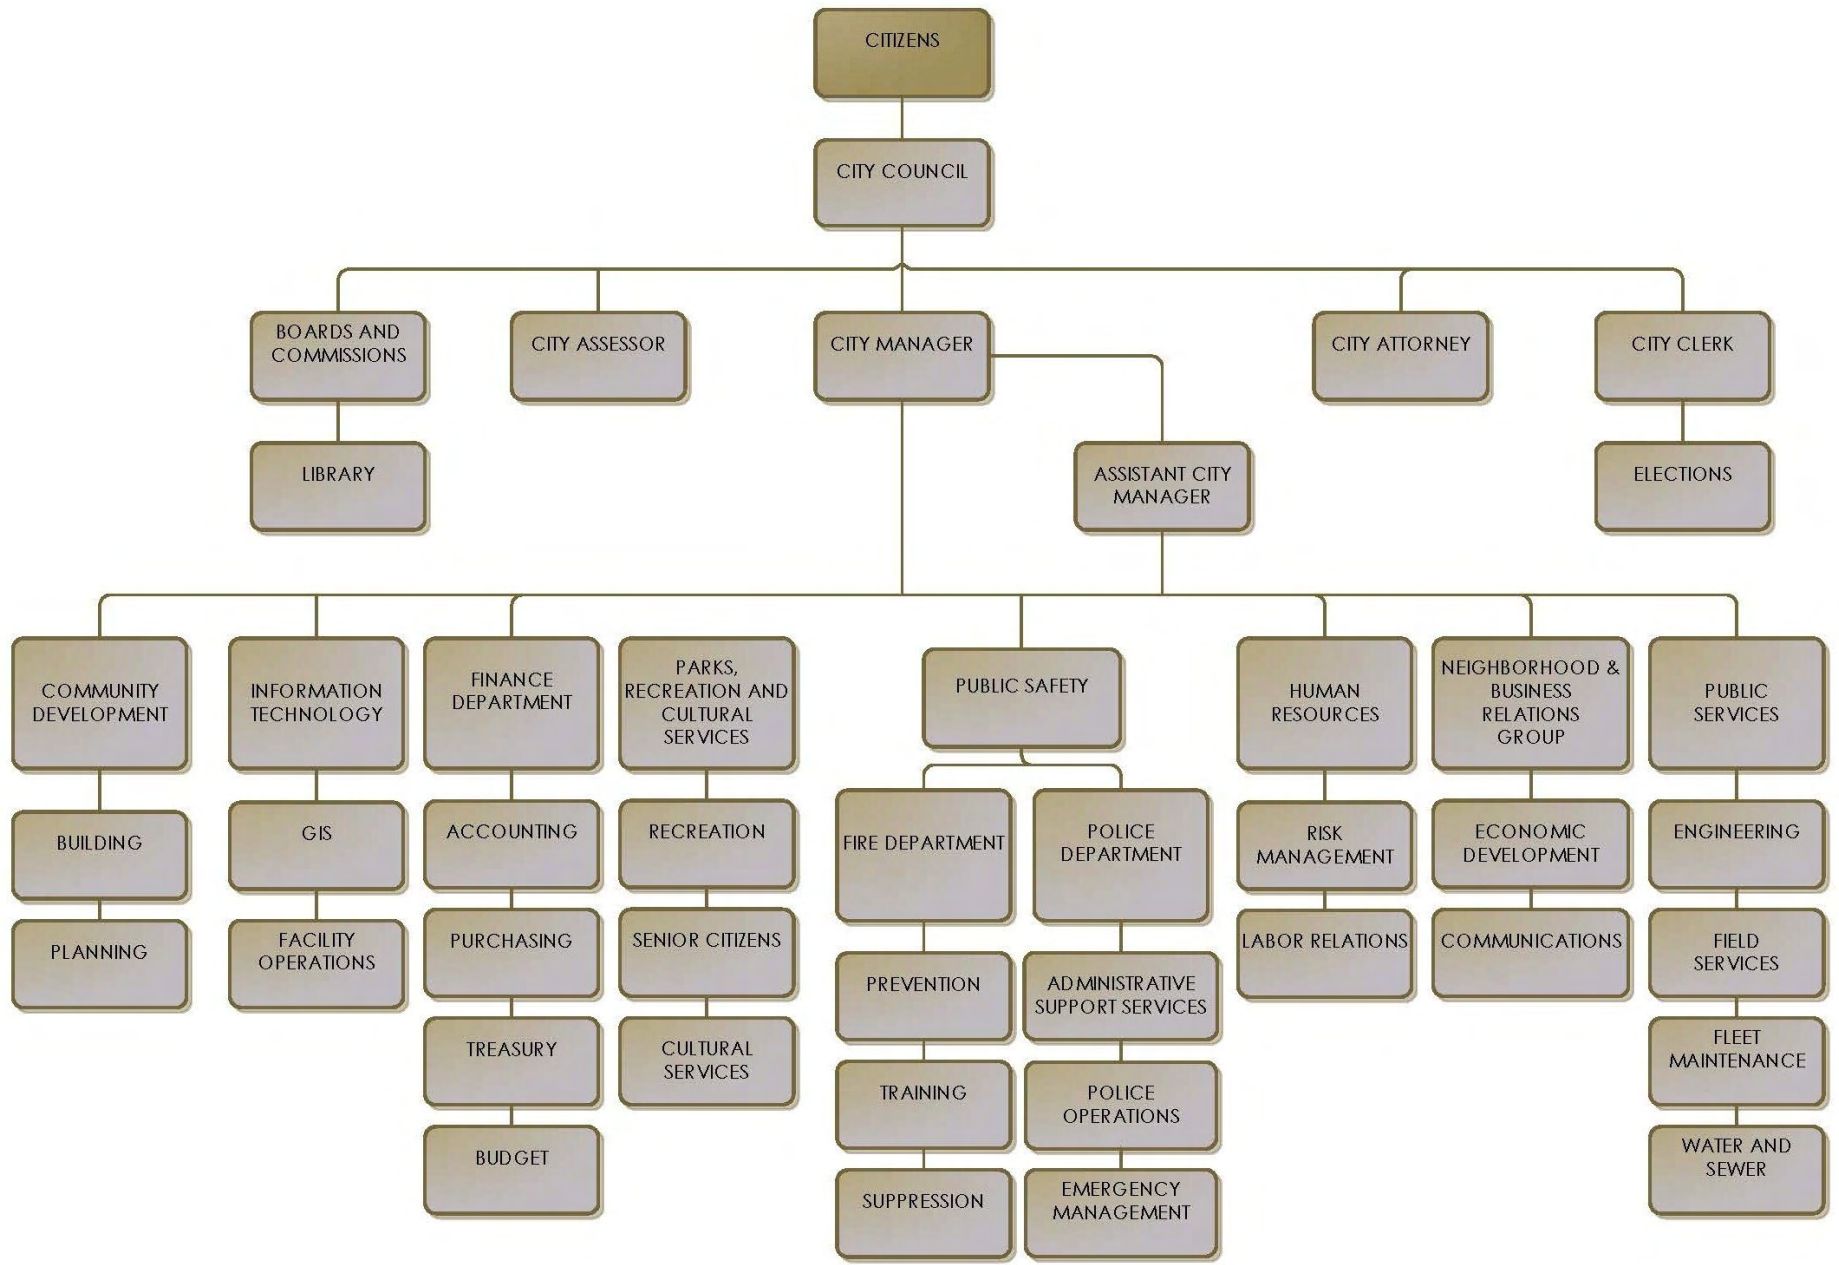 CITIZENS
CITY COUNCIL
BOARDS AND
COMMISSIONS
CITY ASSESSOR
CITY MANAGER
CITY ATTORNEY
CITY CLERK
LIBRARY
ASSISTANT CITY
MANAGER
ELECTIONS
COMMUNITY
DEVELOPMENT
INFORMATION
TECHNOLOGY
FINANCE
DEPARTMENT
PARKS,
RECREATION AND
CULTURAL
SERVICES
PUBLIC SAFETY
HUMAN
RESOURCES
NEIGHBORHOOD &
BUSINESS
RELATIONS
GROUP
PUBLIC
SERVICES
BUILDING
GIS
ACCOUNTING
RECREATION
FIRE DEPARTMENT
POLICE
DEPARTMENT
RISK
MANAGEMENT
ECONOMIC
DEVELOPMENT
ENGINEERING
PLANNING
FACILITY
OPERATIONS
PURCHASING
SENIOR CITIZENS
PREVENTION
ADMINISTRATIVE
SUPPORT SERVICES
LABOR RELATIONS
COMMUNICATIONS
FIELD
SERVICES
TREASURY
CULTURAL
SERVICES
TRAINING
POLICE
OPERATIONS
FLEET
MAINTENANCE
BUDGET
SUPPRESSION
EMERGENCY
MANAGEMENT
WATER AND
SEWER